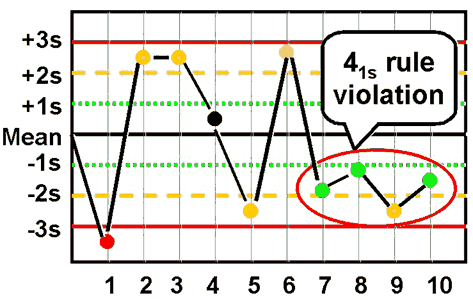 +3s
+2s
+1s
Mean
-1s
-2s
-3s
41s rule
violation
1 2 3 4 5 6 7 8 9 10